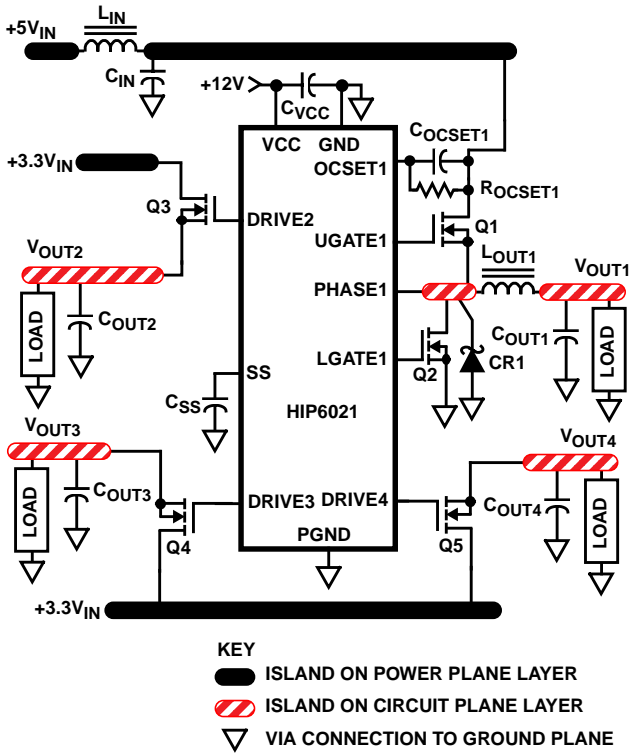 +5VIN
LIN
CIN
+12V
CVCC
VCC
GND
COCSET1
OCSET1
ROCSET1
+3.3VIN
Q3
DRIVE2
UGATE1
Q1
VOUT2
LOAD
COUT2
PHASE1
LOUT1
VOUT1
COUT1
LOAD
LGATE1
Q2
CR1
SS
CSS
HIP6021
VOUT3
LOAD
COUT3
VOUT4
COUT4
LOAD
DRIVE3
DRIVE4
Q4
PGND
Q5
+3.3VIN
KEY
ISLAND ON POWER PLANE LAYER
ISLAND ON CIRCUIT PLANE LAYER
VIA CONNECTION TO GROUND PLANE